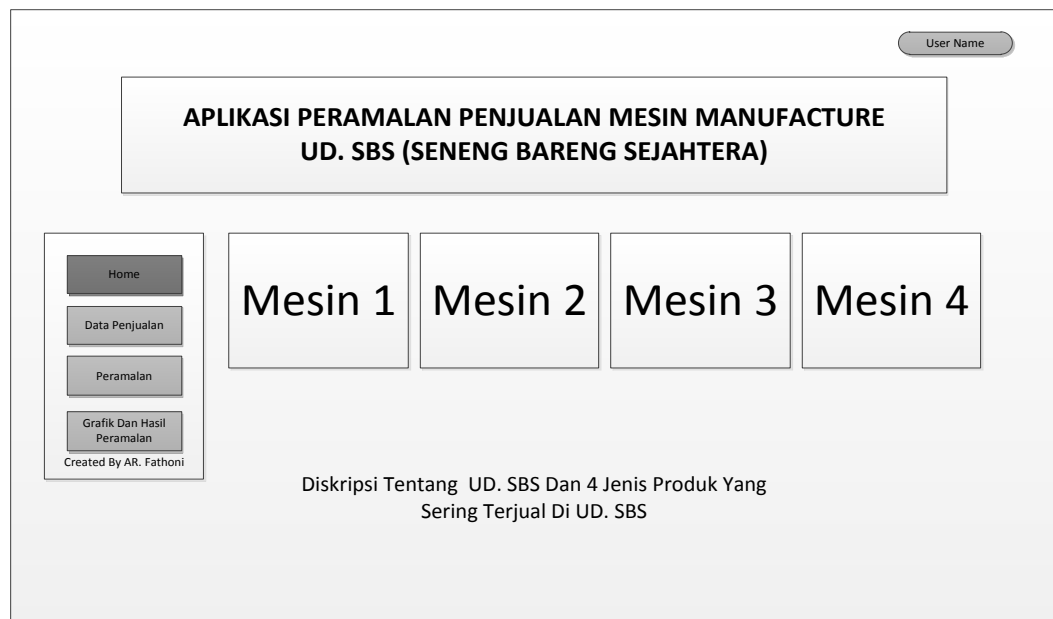 User Name
APLIKASI PERAMALAN PENJUALAN MESIN MANUFACTURE
UD. SBS (SENENG BARENG SEJAHTERA)
Home
Data Penjualan
Peramalan
Grafik Dan Hasil
Peramalan
Created By AR. Fathoni
Mesin 1
Mesin 2
Mesin 3
Mesin 4
Diskripsi Tentang UD. SBS Dan 4 Jenis Produk Yang
Sering Terjual Di UD. SBS